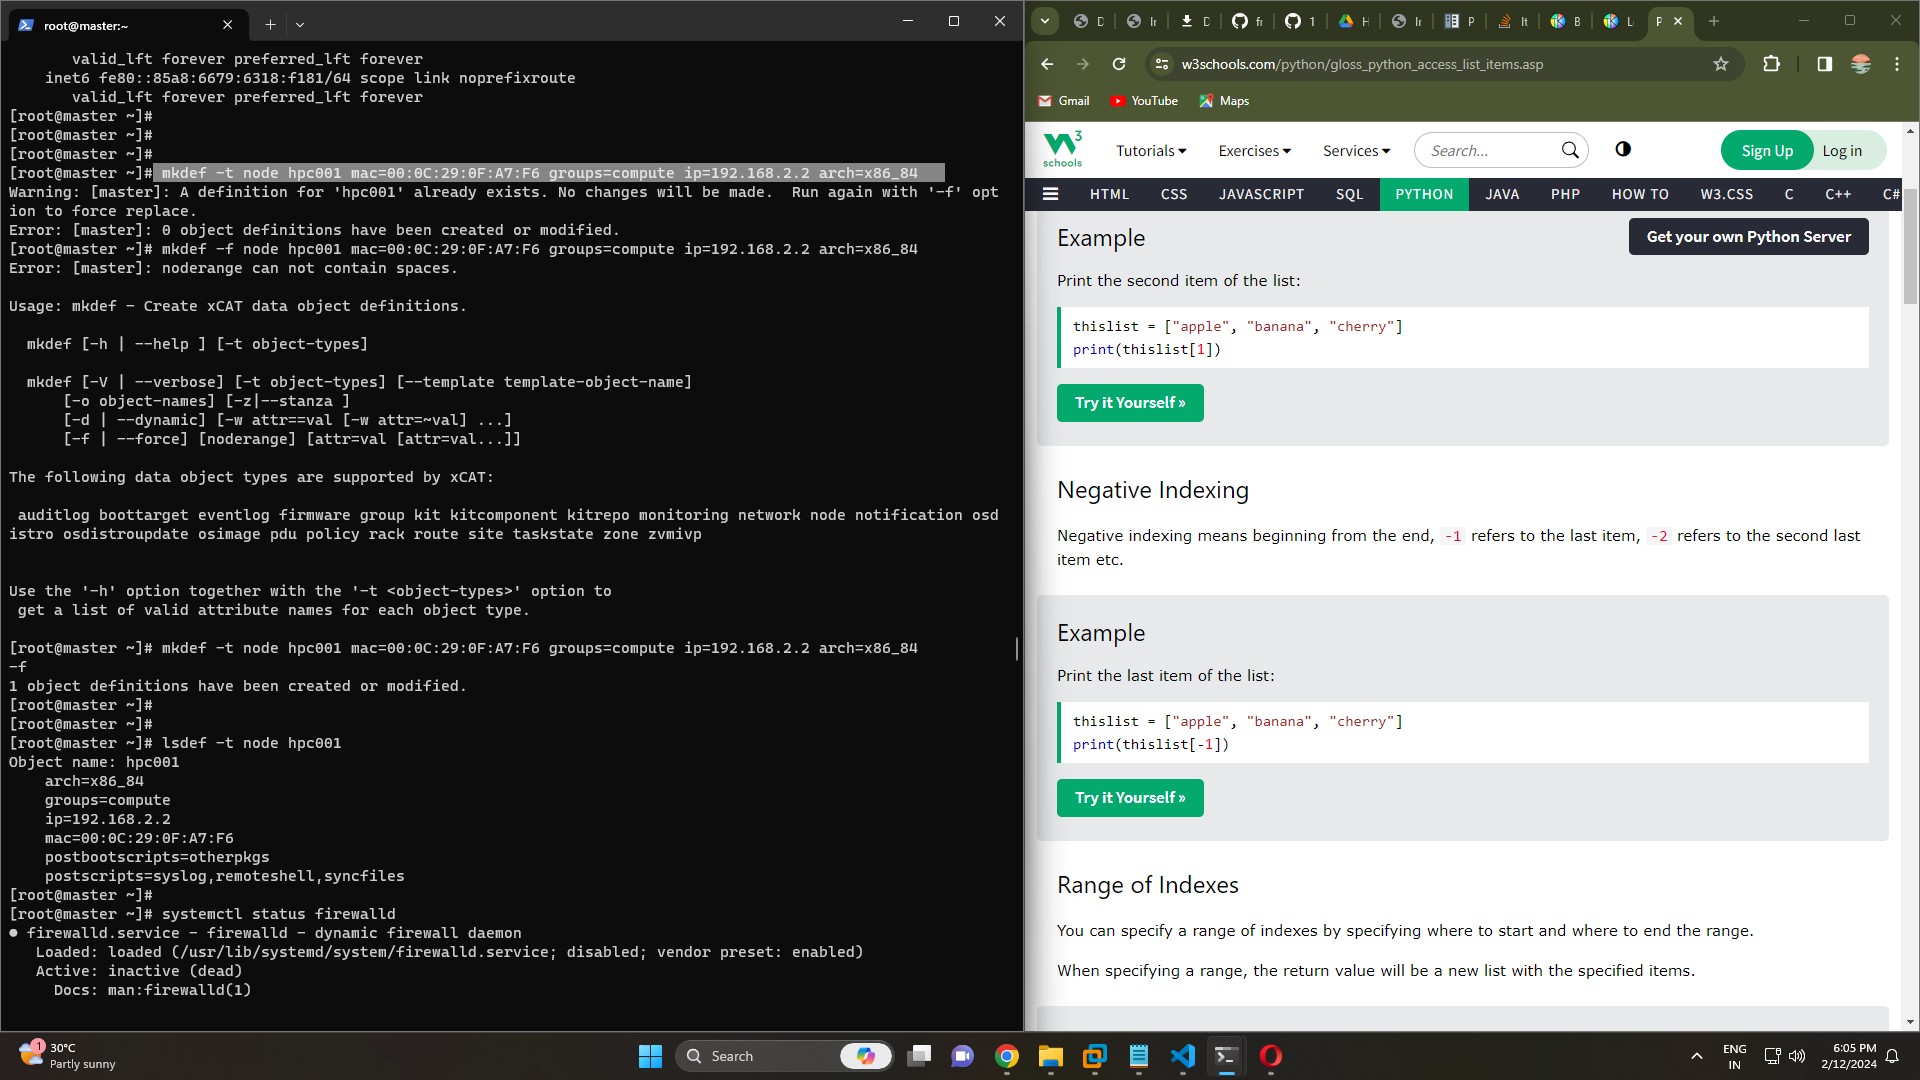 root@master:~
valid_lft forever preferred_lft forever
inet6 fe80::85a8:6679:6318:f181/64 scope link noprefixroute
valid_lft forever preferred_lft forever
[root@master ~]#
[root@master ~]#
[root@master ~]#
[root@master ~]# mkdef -t node hpc001 mac=00:0C:29:0F:A7:F6 groups=compute ip=192.168.2.2 arch=x86_84
Warning: [master]: A definition for 'hpc001' already exists. No changes will be made.  Run again with '-f' opt
ion to force replace.
Error: [master]: 0 object definitions have been created or modified.
[root@master ~]# mkdef -f node hpc001 mac=00:0C:29:0F:A7:F6 groups=compute ip=192.168.2.2 arch=x86_84
Error: [master]: noderange can not contain spaces.
Usage: mkdef - Create xCAT data object definitions.
mkdef [-h | --help ] [-t object-types]
mkdef [-V | --verbose] [-t object-types] [--template template-object-name]
[-o object-names] [-z|--stanza ]
[-d | --dynamic] [-w attr==val [-w attr=~val] ...]
[-f | --force] [noderange] [attr=val [attr=val...]]
The following data object types are supported by xCAT:
auditlog boottarget eventlog firmware group kit kitcomponent kitrepo monitoring network node notification osd
istro osdistroupdate osimage pdu policy rack route site taskstate zone zvmivp
Use the '-h' option together with the '-t <object-types>' option to
get a list of valid attribute names for each object type.
[root@master ~]# mkdef -t node hpc001 mac=00:0C:29:0F:A7:F6 groups=compute ip=192.168.2.2 arch=x86_84
-f
1 object definitions have been created or modified.
[root@master ~]#
[root@master ~]#
[root@master ~]# lsdef -t node hpc001
Object name: hpc001
arch=x86_84
groups=compute
ip=192.168.2.2
mac=00:0C:29:0F:A7:F6
postbootscripts=otherpkgs
postscripts=syslog,remoteshell,syncfiles
[root@master ~]#
[root@master ~]# systemctl status firewalld
● firewalld.service - firewalld - dynamic firewall daemon
Loaded: loaded (/usr/lib/systemd/system/firewalld.service; disabled; vendor preset: enabled)
Active: inactive (dead)
Docs: man:firewalld(1)
w3schools.com/python/gloss_python_access_list_items.asp
Gmail YouTube Maps
W3 schools Tutorials Exercises Services Search... Sign Up Log in
HTML CSS JAVASCRIPT SQL PYTHON JAVA PHP HOW TO W3.CSS C C++ C#
Example
Get your own Python Server
Print the second item of the list:
thislist = ["apple", "banana", "cherry"]
print(thislist[1])
Try it Yourself »
Negative Indexing
Negative indexing means beginning from the end, -1 refers to the last item, -2 refers to the second last
item etc.
Example
Print the last item of the list:
thislist = ["apple", "banana", "cherry"]
print(thislist[-1])
Try it Yourself »
Range of Indexes
You can specify a range of indexes by specifying where to start and where to end the range.
When specifying a range, the return value will be a new list with the specified items.
1
30°C
Partly sunny
Search
ENG
IN
6:05 PM
2/12/2024